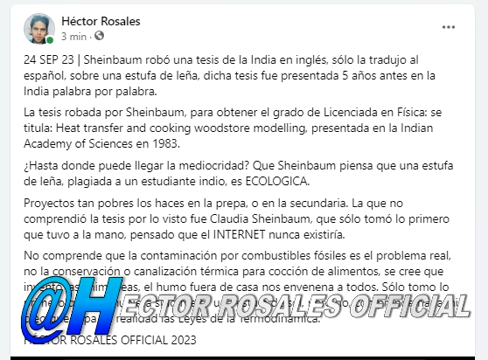 Héctor Rosales
3 min ·
24 SEP 23 | Sheinbaum robó una tesis de la India en inglés, sólo la tradujo al
español, sobre una estufa de leña, dicha tesis fue presentada 5 años antes en la
India palabra por palabra.
La tesis robada por Sheinbaum, para obtener el grado de Licenciada en Física: se
titula: Heat transfer and cooking woodstore modelling, presentada en la Indian
Academy of Sciences en 1983.
¿Hasta donde puede llegar la mediocridad? Que Sheinbaum piensa que una estufa
de leña, plagiada a un estudiante indio, es ECOLOGICA.
Proyectos tan pobres los haces en la prepa, o en la secundaria. La que no
comprendió la tesis por lo visto fue Claudia Sheinbaum, que sólo tomó lo primero
que tuvo a la mano, pensado que el INTERNET nunca existiría.
No comprende que la contaminación por combustibles fósiles es el problema real,
no la conservación o canalización térmica para cocción de alimentos, se cree que
el humo fuera de casa nos envenena a todos. Sólo tomo lo
@HECTOR ROSALES OFFICIAL
realidad las Leyes de la Termodinámica.
HÉCTOR ROSALES OFFICIAL 2023